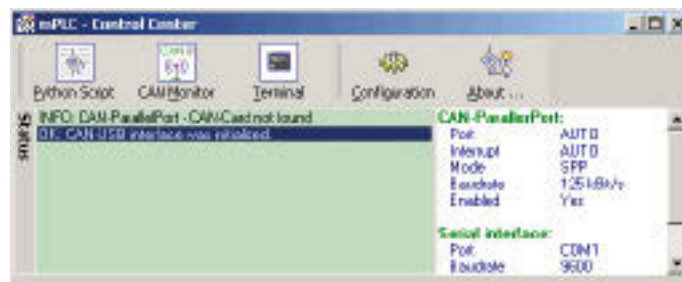 mPLC - Control Center
Python Script CAN Monitor Terminal Configuration About ...
Status
INFO: CAN-ParallelPort - CAN-Card not found
OK: CAN-USB interface was initialized.
CAN-ParallerPort:
Port AUTO
Interrupt AUTO
Mode SPP
Baudrate 125 kBit/s
Enabled Yes
Serial interface:
Port COM1
Baudrate 9600